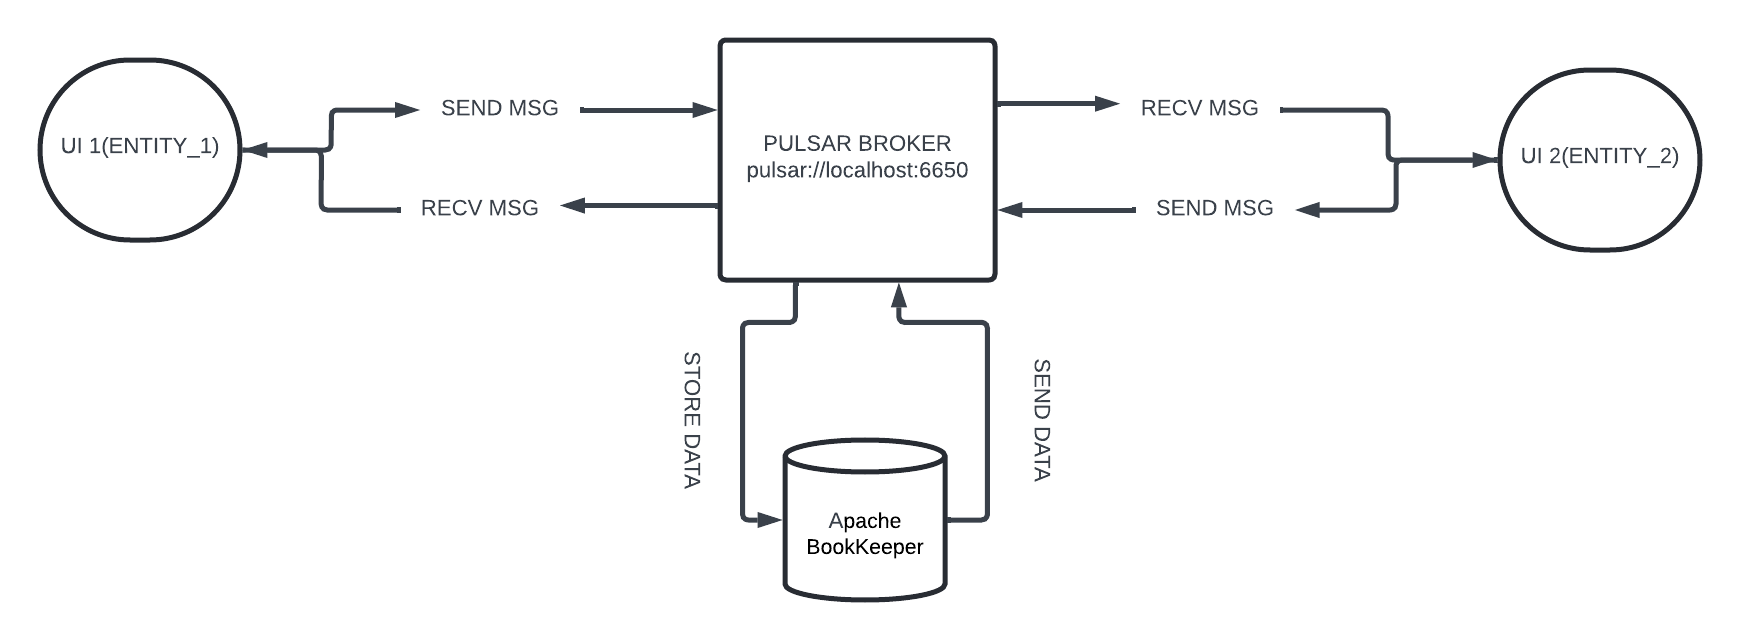 UI 1(ENTITY_1)
SEND MSG
RECV MSG
PULSAR BROKER
pulsar://localhost:6650
RECV MSG
SEND MSG
UI 2(ENTITY_2)
STORE DATA
SEND DATA
Apache
BookKeeper